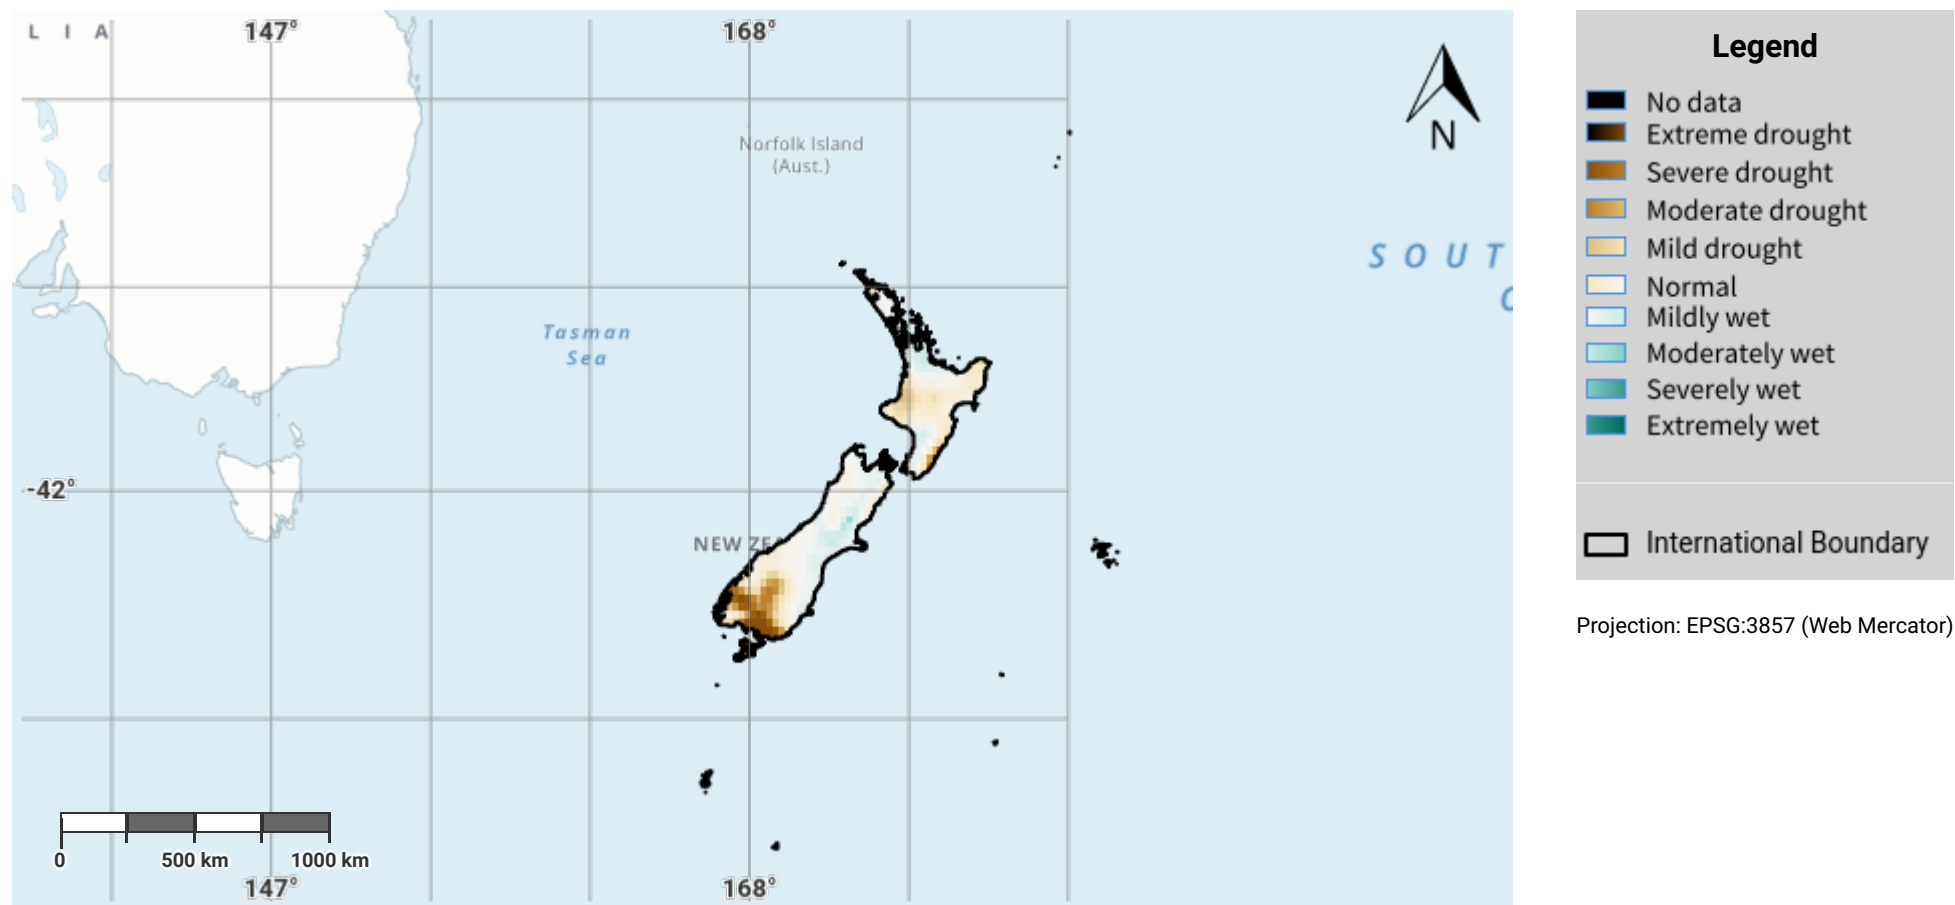 L I A
147°
168°
N
Norfolk Island
(Aust.)
SOUT
Tasman
Sea
-42°
NEW ZEA
0
500 km
1000 km
147°
168°
Legend
No data
Extreme drought
Severe drought
Moderate drought
Mild drought
Normal
Mildly wet
Moderately wet
Severely wet
Extremely wet
International Boundary
Projection: EPSG:3857 (Web Mercator)